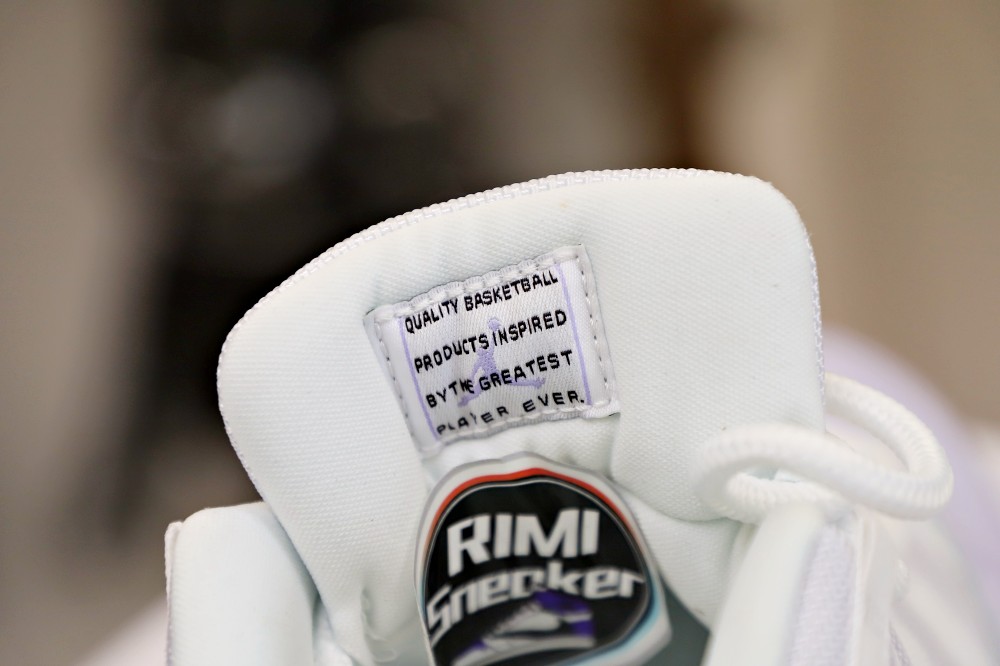 QUALITY BASKETBALL
PRODUCTS INSPIRED
BY THE GREATEST
PLAYER EVER.
RIMI
Sneaker